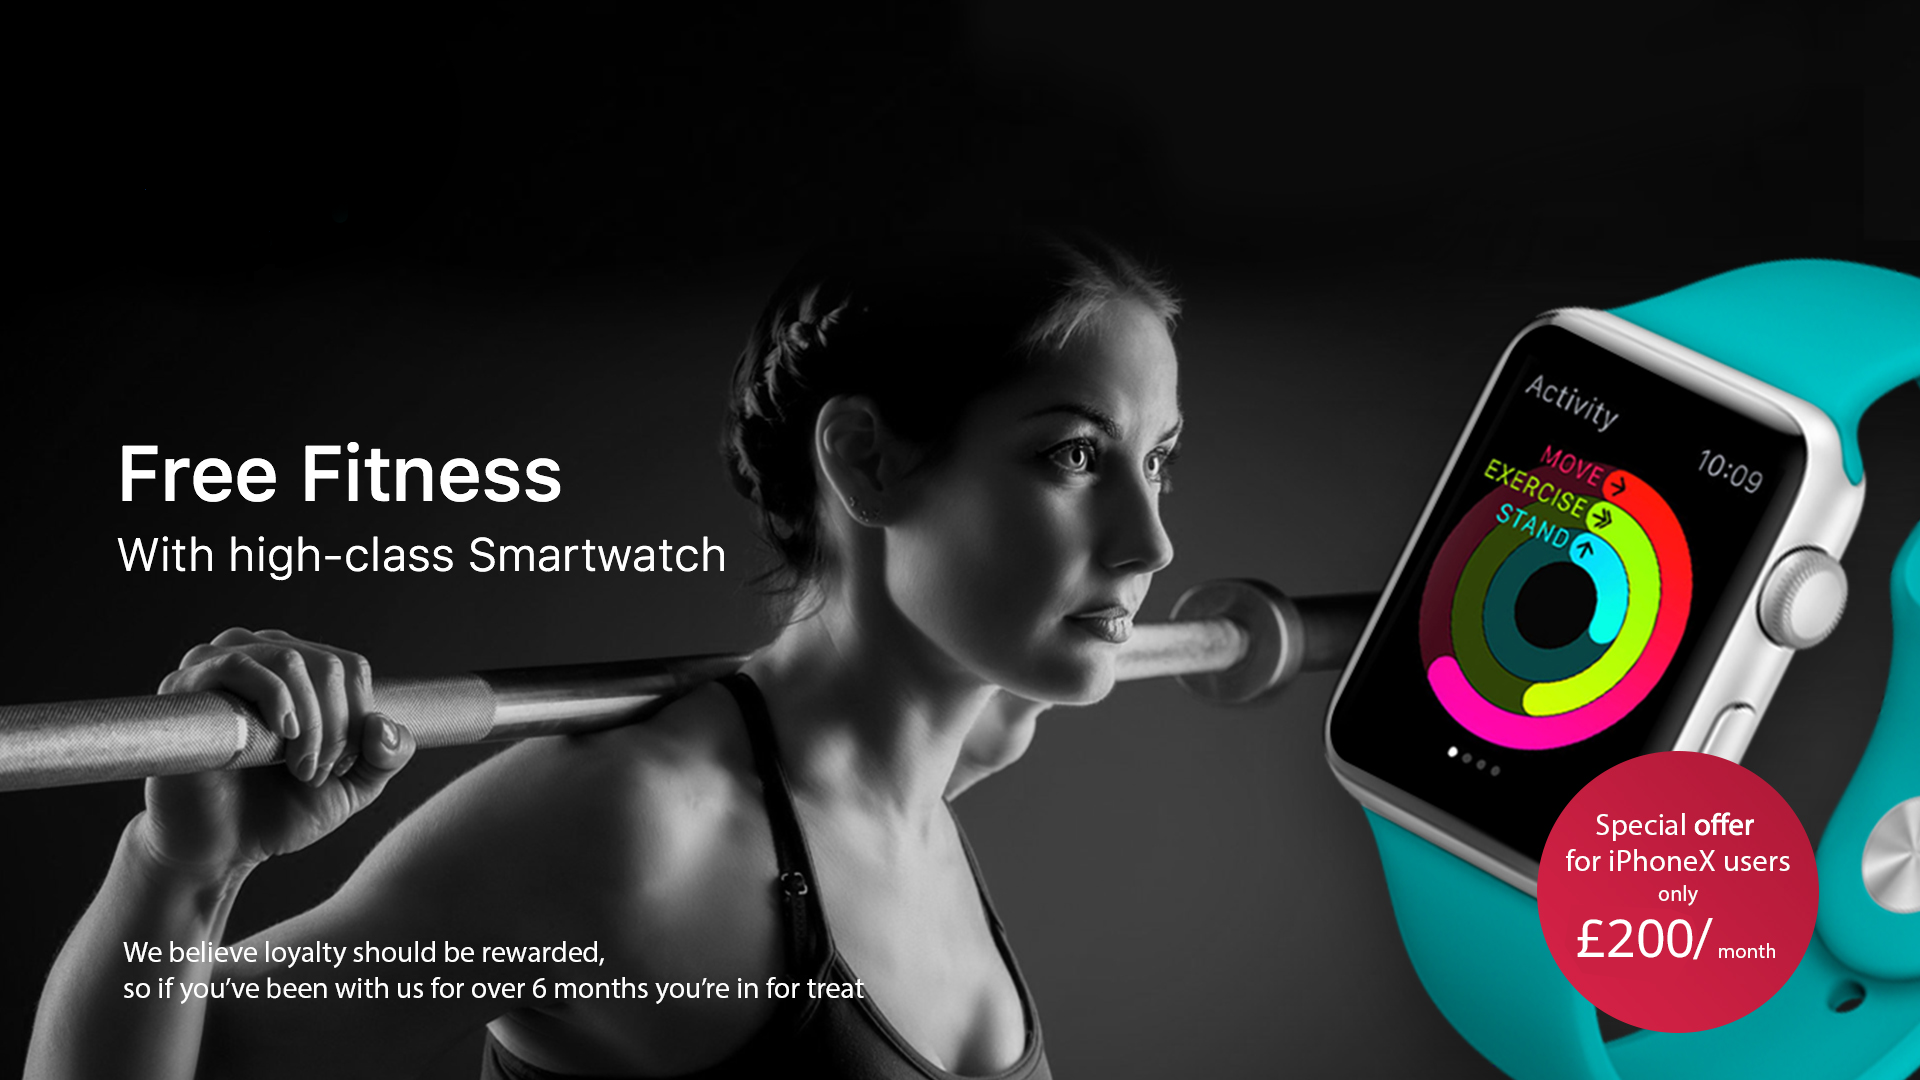 Free Fitness
With high-class Smartwatch
Activity
10:09
MOVE
EXERCISE
STAND
We believe loyalty should be rewarded,
so if you’ve been with us for over 6 months you’re in for treat
Special offer
for iPhoneX users
only
£200/ month